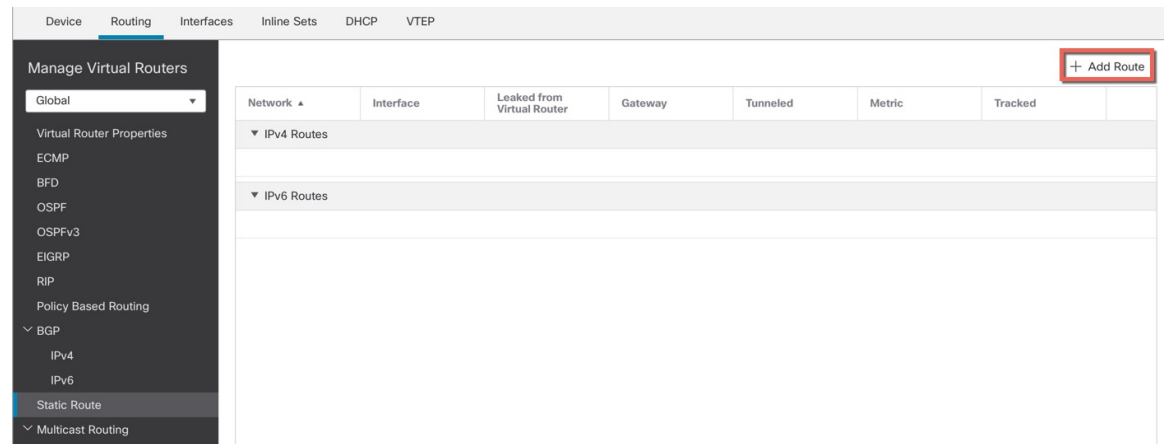 Device Routing Interfaces Inline Sets DHCP VTEP
Manage Virtual Routers
Global
Virtual Router Properties
ECMP
BFD
OSPF
OSPFv3
EIGRP
RIP
Policy Based Routing
BGP
IPv4
IPv6
Static Route
Multicast Routing
+ Add Route
Network Interface Leaked from Virtual Router Gateway Tunneled Metric Tracked
IPv4 Routes
IPv6 Routes